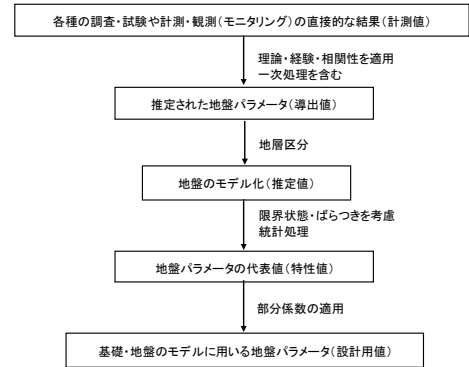 各種の調査・試験や計測・観測(モニタリング)の直接的な結果(計測値)
理論・経験・相関性を適用
一次処理を含む
推定された地盤パラメータ(導出値)
地層区分
地盤のモデル化(推定値)
限界状態・ばらつきを考慮
統計処理
地盤パラメータの代表値(特性値)
部分係数の適用
基礎・地盤のモデルに用いる地盤パラメータ(設計用値)